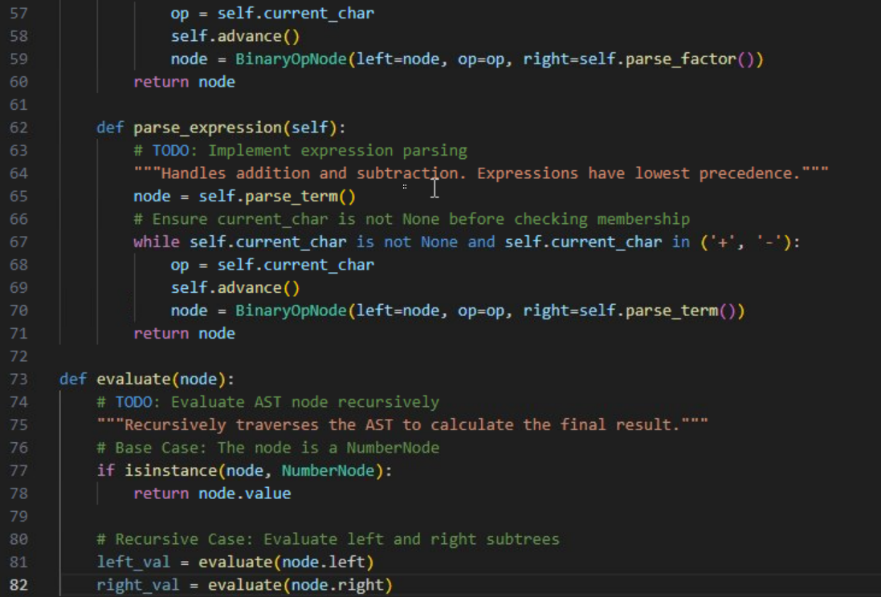 57 op = self.current_char
58 self.advance()
59 node = BinaryOpNode(left=node, op=op, right=self.parse_factor())
60 return node
61
62 def parse_expression(self):
63 # TODO: Implement expression parsing
64 """Handles addition and subtraction. Expressions have lowest precedence."""
65 node = self.parse_term()
66 # Ensure current_char is not None before checking membership
67 while self.current_char is not None and self.current_char in ('+', '-'):
68 op = self.current_char
69 self.advance()
70 node = BinaryOpNode(left=node, op=op, right=self.parse_term())
71 return node
72
73 def evaluate(node):
74 # TODO: Evaluate AST node recursively
75 """Recursively traverses the AST to calculate the final result."""
76 # Base Case: The node is a NumberNode
77 if isinstance(node, NumberNode):
78 return node.value
79
80 # Recursive Case: Evaluate left and right subtrees
81 left_val = evaluate(node.left)
82 right_val = evaluate(node.right)